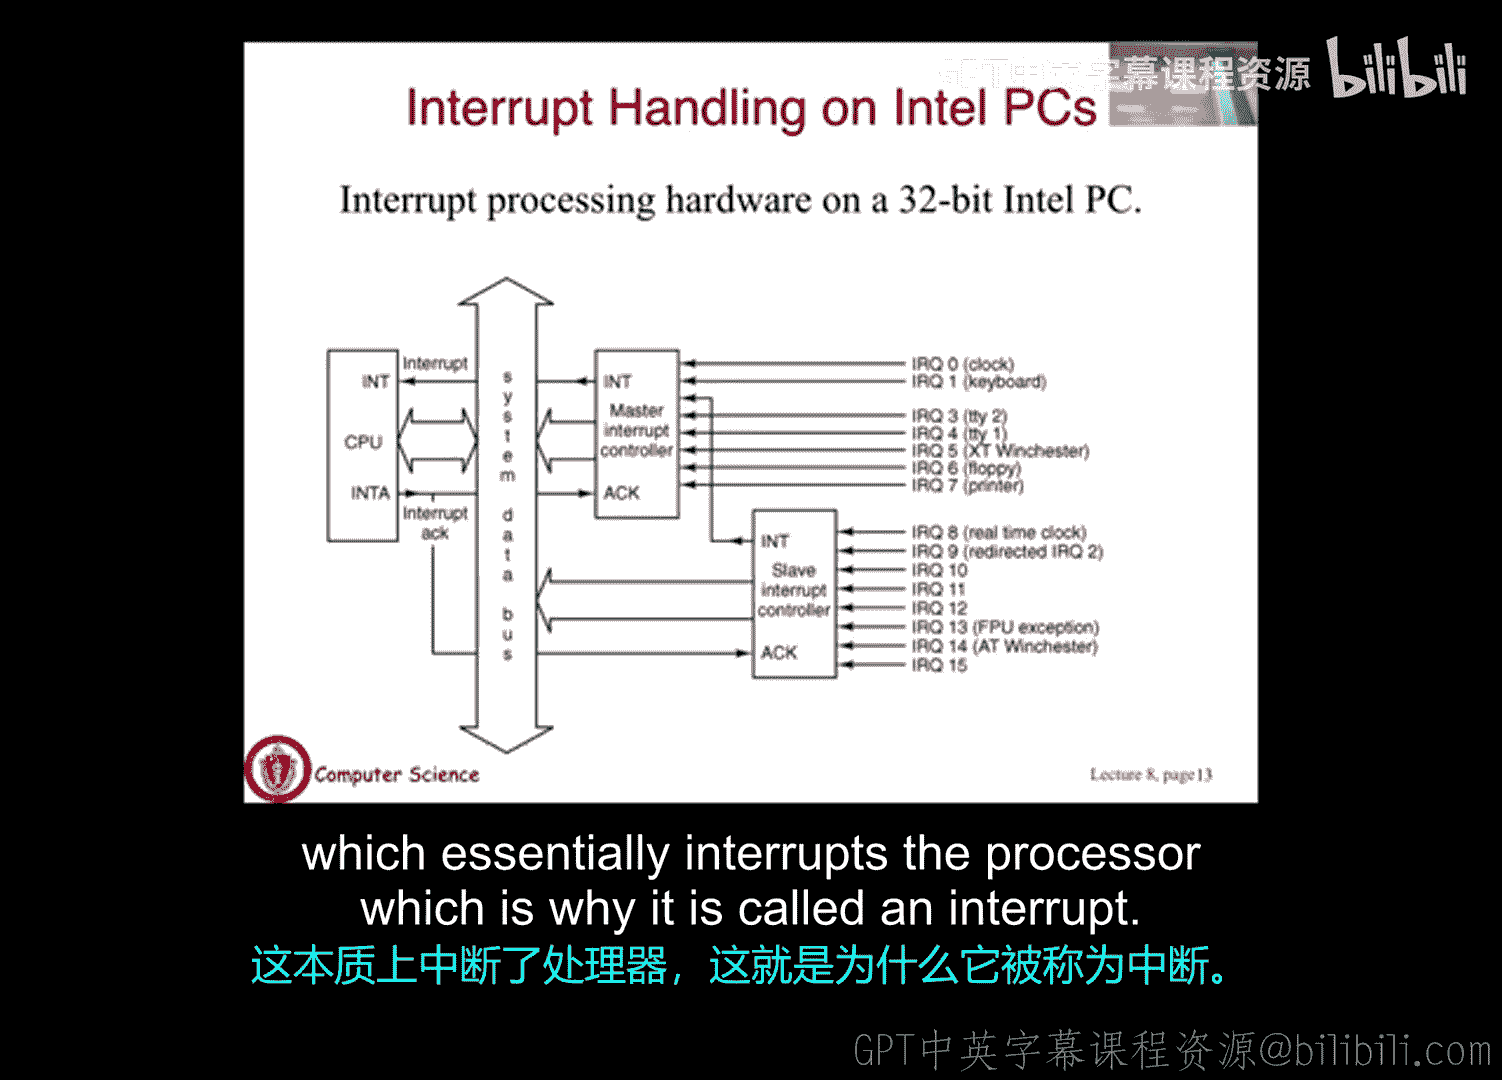 字幕课程资源 bilibili
Interrupt Handling on Intel PCs
Interrupt processing hardware on a 32-bit Intel PC.
Interrupt
INT
CPU
INTA
Interrupt
ack
system data bus
INT
Master
interrupt
controller
ACK
IRQ 0 (clock)
IRQ 1 (keyboard)
IRQ 3 (tty 2)
IRQ 4 (tty 1)
IRQ 5 (XT Winchester)
IRQ 6 (floppy)
IRQ 7 (printer)
INT
Slave
interrupt
controller
ACK
IRQ 8 (real time clock)
IRQ 9 (redirected IRQ 2)
IRQ 10
IRQ 11
IRQ 12
IRQ 13 (FPU exception)
IRQ 14 (AT Winchester)
IRQ 15
Computer Science
Lecture 8, page 13
which essentially interrupts the processor
which is why it is called an interrupt.
这本质上中断了处理器，这就是为什么它被称为中断。
GPT中英字幕课程资源@bilibili.com